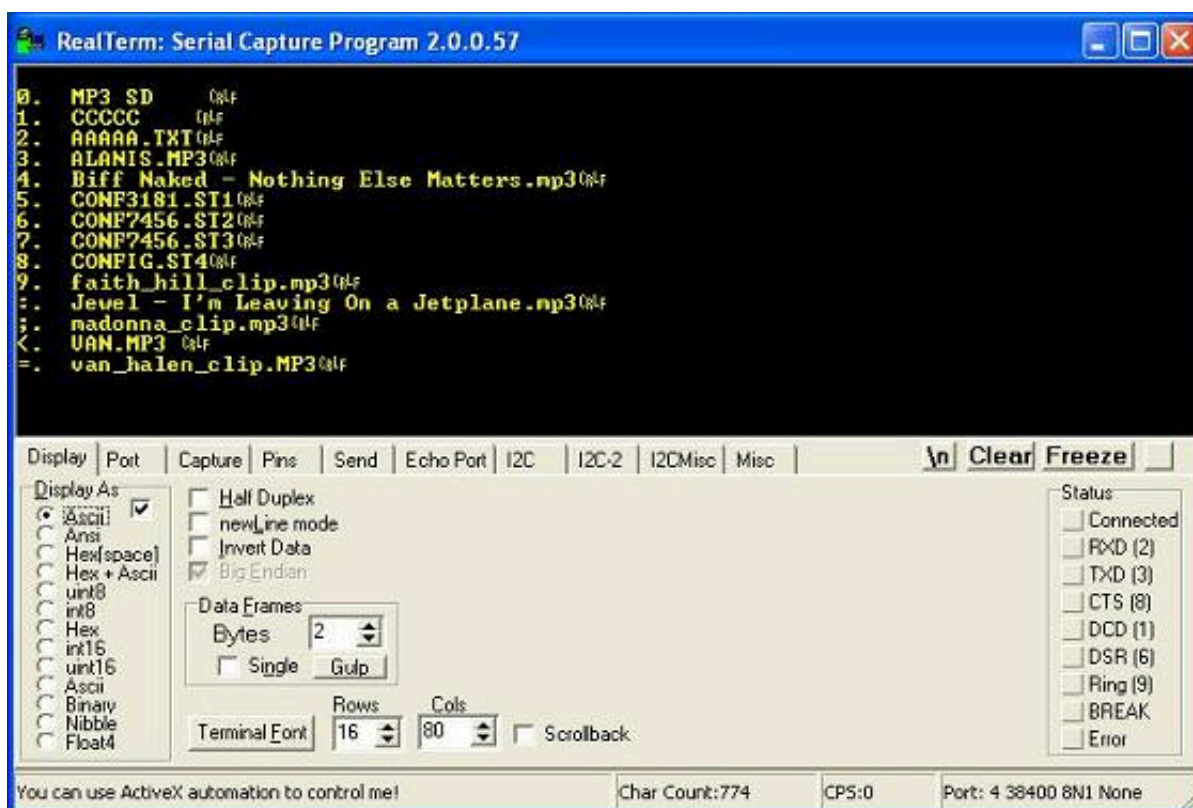 RealTerm: Serial Capture Program 2.0.0.57
0. MP3 SD
1. CCCCC
2. AAAAA.TXT
3. ALANIS.MP3
4. Biff Naked - Nothing Else Matters.mp3
5. CONF3181.ST1
6. CONF7456.ST2
7. CONF7456.ST3
8. CONFIG.ST4
9. faith_hill_clip.mp3
:. Jewel - I'm Leaving On a Jetplane.mp3
;. madonna_clip.mp3
<. VAN.MP3
=. van_halen_clip.MP3
Display Port Capture Pins Send Echo Port I2C I2C-2 I2CMisc Misc \n Clear Freeze
Display As
Ascii
Ansi
Hex[space]
Hex + Ascii
uint8
int8
Hex
int16
uint16
Ascii
Binary
Nibble
Float4
Half Duplex
newLine mode
Invert Data
Big Endian
Data Frames
Bytes 2
Single Gulp
Rows Cols
Terminal Font 16 80 Scrollback
Status
Connected
RXD (2)
TXD (3)
CTS (8)
DCD (1)
DSR (6)
Ring (9)
BREAK
Error
You can use ActiveX automation to control me! Char Count:774 CPS:0 Port: 4 38400 8N1 None